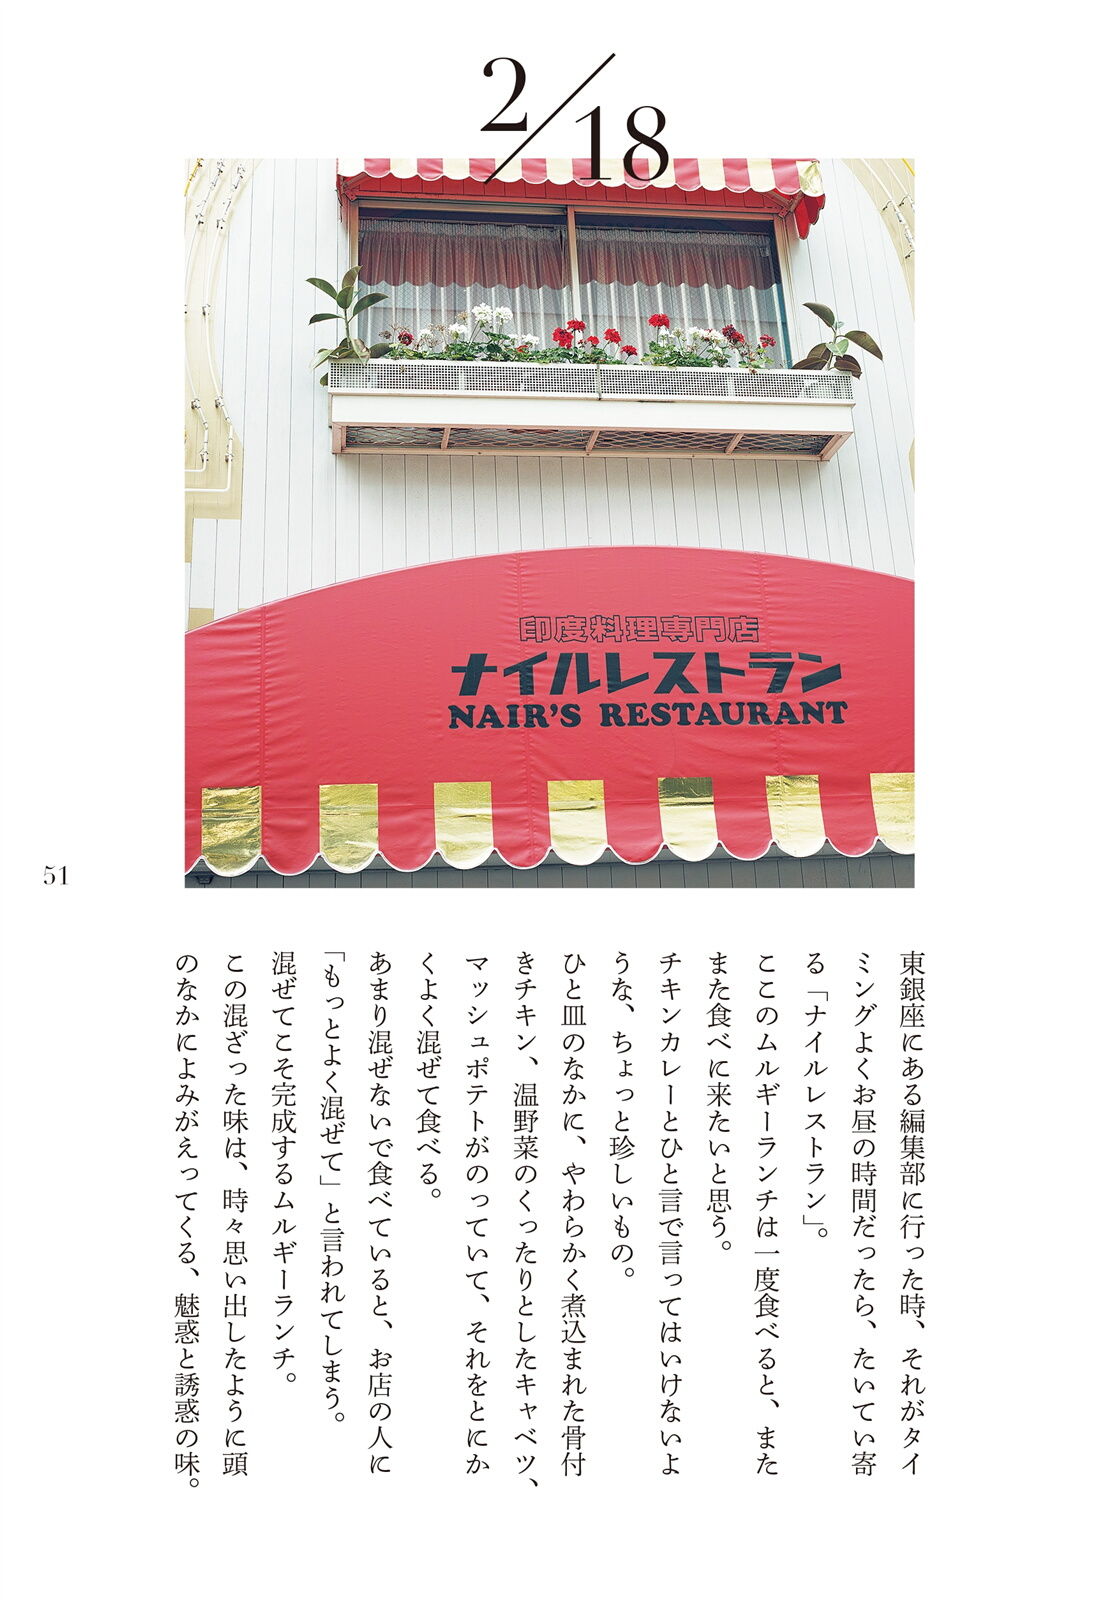 2/18
印度料理専門店
ナイルレストラン
NAIR'S RESTAURANT
51
東銀座にある編集部に行った時、それがタイ
ミングよくお昼の時間だったら、たいてい寄
る「ナイルレストラン」。
ここのムルギーランチは一度食べると、また
また食べに来たいと思う。
チキンカレーとひと言で言ってはいけないよ
うな、ちょっと珍しいもの。
ひと皿のなかに、やわらかく煮込まれた骨付
きチキン、温野菜のくったりとしたキャベツ、
マッシュポテトがのっていて、それをとにか
くよく混ぜて食べる。
あまり混ぜないで食べていると、お店の人に
「もっとよく混ぜて」と言われてしまう。
混ぜてこそ完成するムルギーランチ。
この混ざった味は、時々思い出したように頭
のなかによみがえってくる、魅惑と誘惑の味。